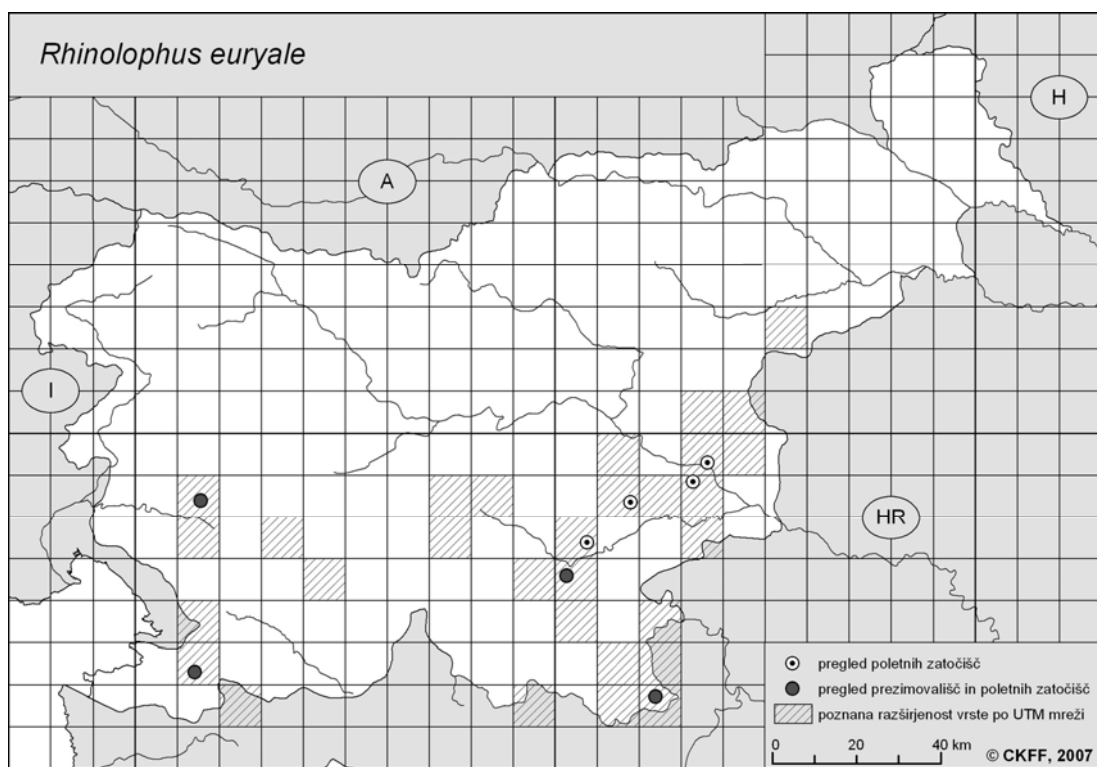 Rhinolophus euryale
H
A
I
HR
pregled poletnih zatočišč
pregled prezimovališč in poletnih zatočišč
poznana razširjenost vrste po UTM mreži
0 20 40 km
© CKFF, 2007